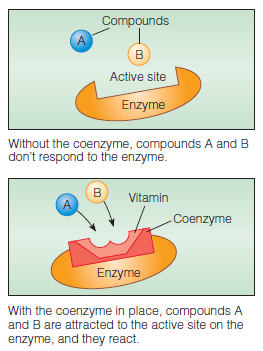 Compounds
A
B
Active site
Enzyme
Without the coenzyme, compounds A and B
don't respond to the enzyme.
B
A
Vitamin
Coenzyme
Enzyme
With the coenzyme in place, compounds A
and B are attracted to the active site on the
enzyme, and they react.